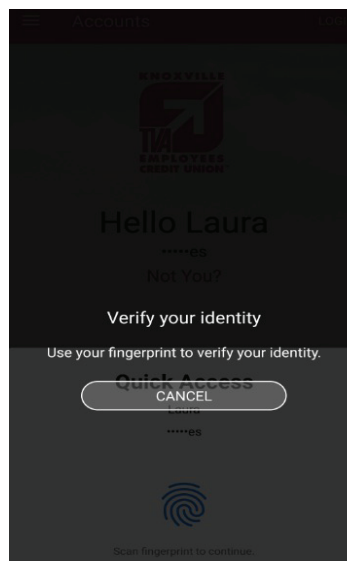 Accounts
KNOXVILLE
TVA
EMPLOYEES
CREDIT UNION
Hello Laura
•••••es
Not You?
Verify your identity
Use your fingerprint to verify your identity.
Quick Access
CANCEL
Laura
•••••es
Scan fingerprint to continue.